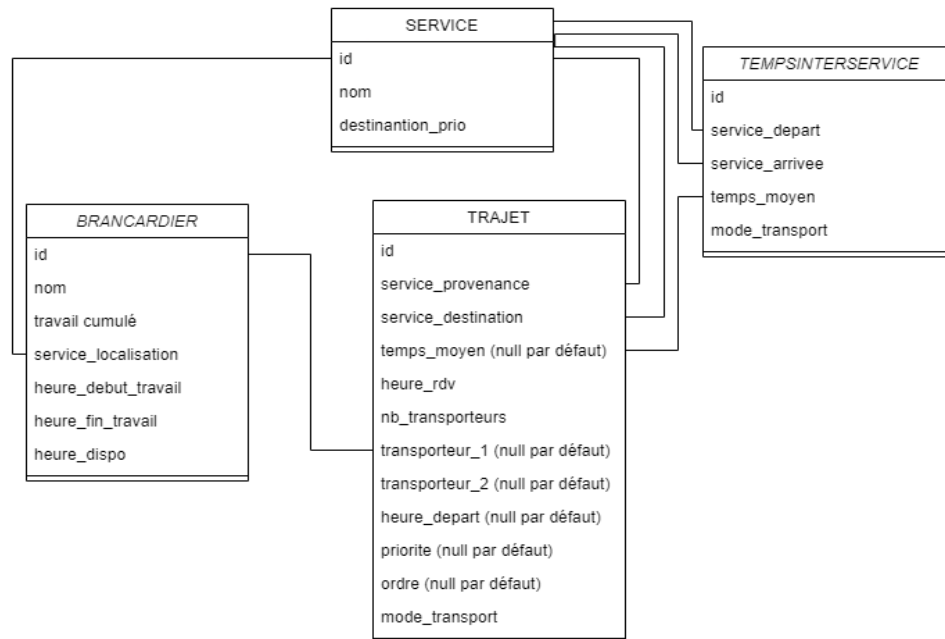 SERVICE
id
nom
destinantion_prio
TEMPSINTERSERVICE
id
service_depart
service_arrivee
temps_moyen
mode_transport
BRANCARDIER
id
nom
travail cumulé
service_localisation
heure_debut_travail
heure_fin_travail
heure_dispo
TRAJET
id
service_provenance
service_destination
temps_moyen (null par défaut)
heure_rdv
nb_transporteurs
transporteur_1 (null par défaut)
transporteur_2 (null par défaut)
heure_depart (null par défaut)
priorite (null par défaut)
ordre (null par défaut)
mode_transport